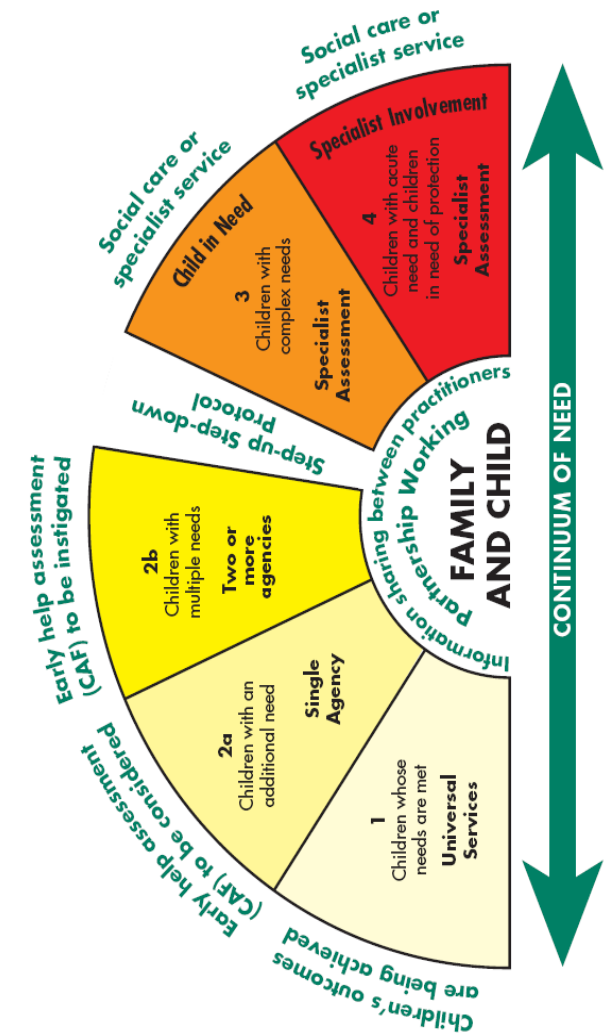 Children's outcomes
are being achieved
1
Children whose
needs are met
Universal
Services
Early help assessment
(CAF) to be considered
2a
Children with an
additional need
Single
Agency
Early help assessment
(CAF) to be instigated
2b
Children with
multiple needs
Two or
more
agencies
Step-up Step-down
Protocol
Social care or
specialist service
Child in Need
3
Children with
complex needs
Specialist
Assessment
Social care or
specialist service
Specialist Involvement
4
Children with acute
need and children
in need of protection
Specialist
Assessment
Information sharing between practitioners
Partnership Working
FAMILY
AND CHILD
CONTINUUM OF NEED